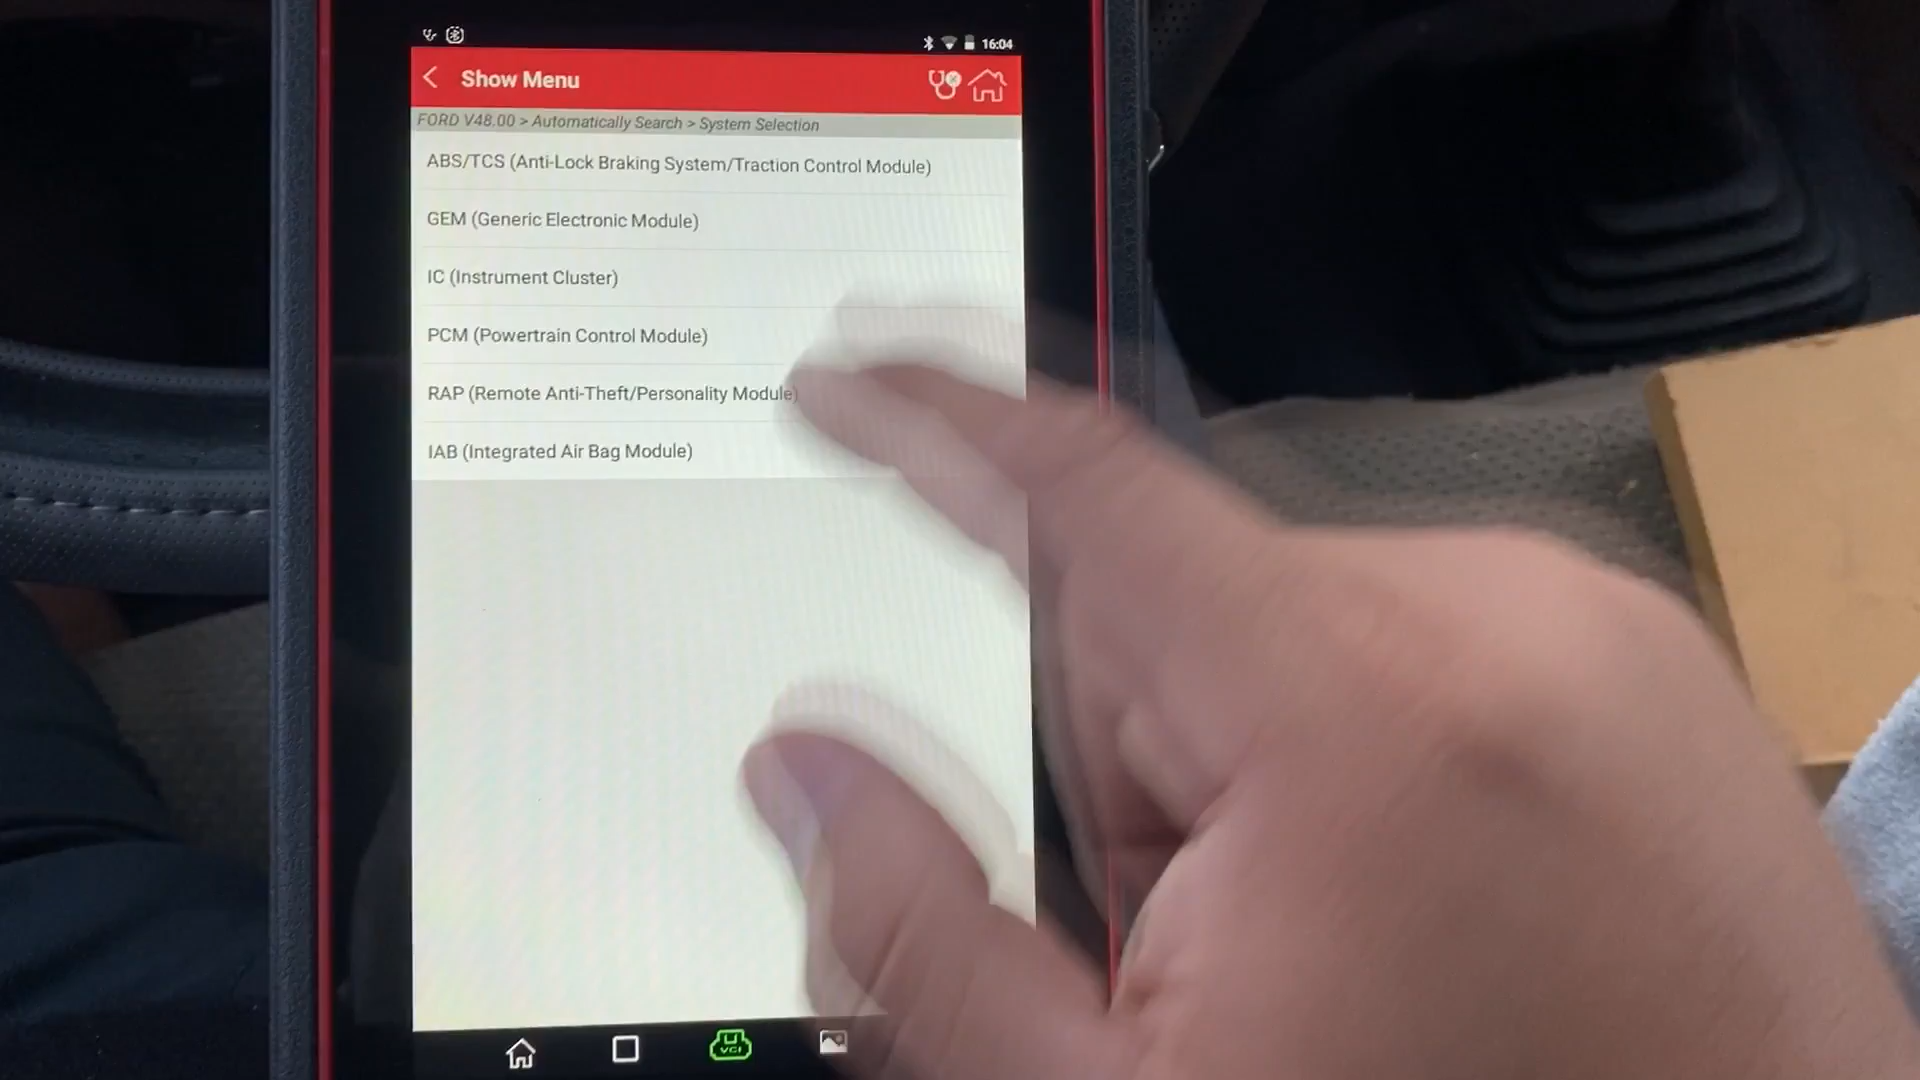 16:04
Show Menu
FORD V48.00 > Automatically Search > System Selection
ABS/TCS (Anti-Lock Braking System/Traction Control Module)
GEM (Generic Electronic Module)
IC (Instrument Cluster)
PCM (Powertrain Control Module)
RAP (Remote Anti-Theft/Personality Module)
IAB (Integrated Air Bag Module)
VCI